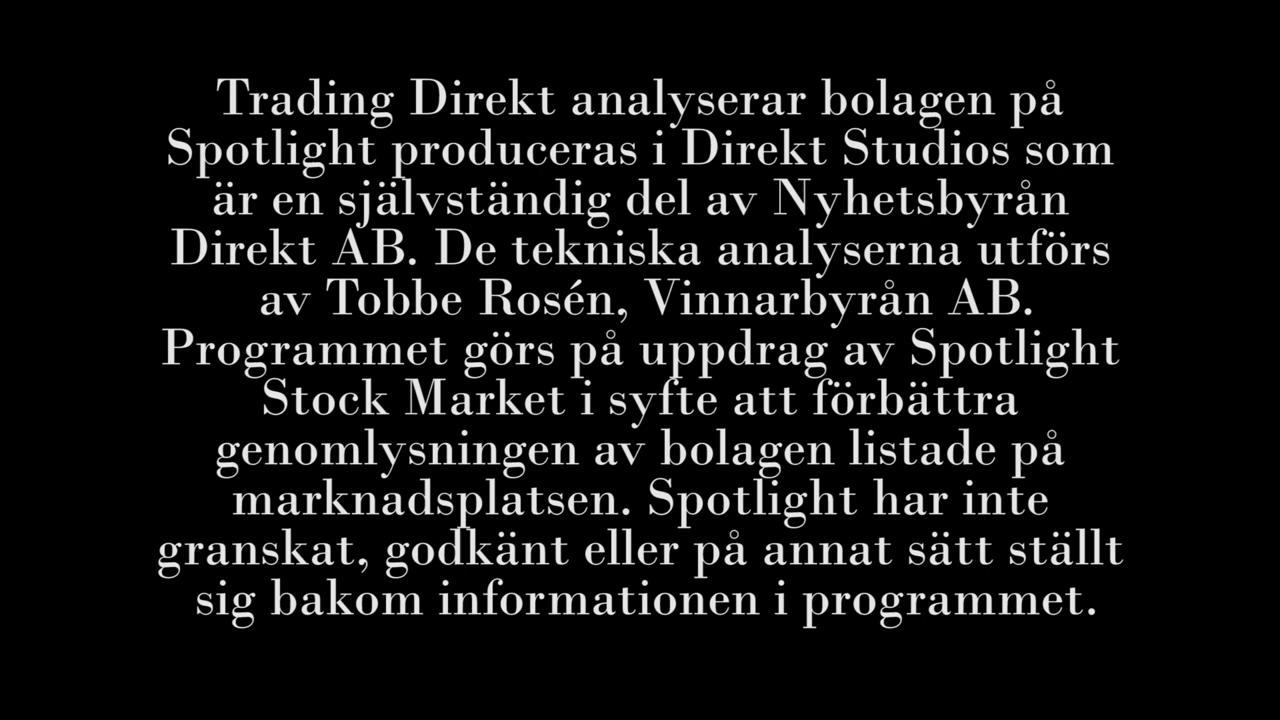 Trading Direkt analyserar bolagen på
Spotlight produceras i Direkt Studios som
är en självständig del av Nyhetsbyrån
Direkt AB. De tekniska analyserna utförs
av Tobbe Rosén, Vinnarbyrån AB.
Programmet görs på uppdrag av Spotlight
Stock Market i syfte att förbättra
genomlysningen av bolagen listade på
marknadsplatsen. Spotlight har inte
granskat, godkänt eller på annat sätt ställt
sig bakom informationen i programmet.